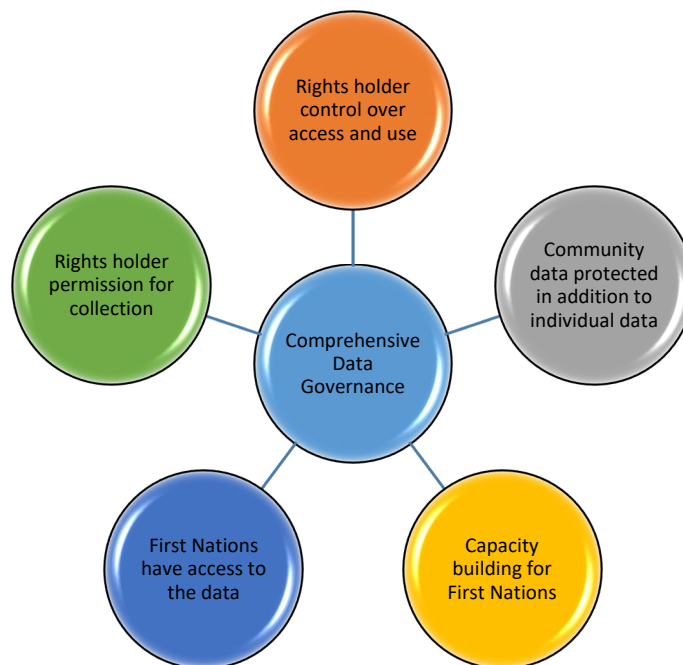 Rights holder
control over
access and use
Rights holder
permission for
collection
Community
data protected
in addition to
individual data
Comprehensive
Data
Governance
First Nations
have access to
the data
Capacity
building for
First Nations